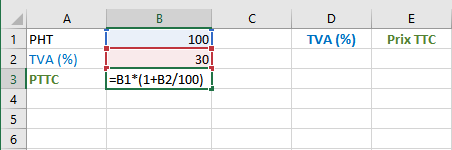 A B C D E
1 PHT 100 TVA (%) Prix TTC
2 TVA (%) 30
3 PTTC =B1*(1+B2/100)
4
5
6